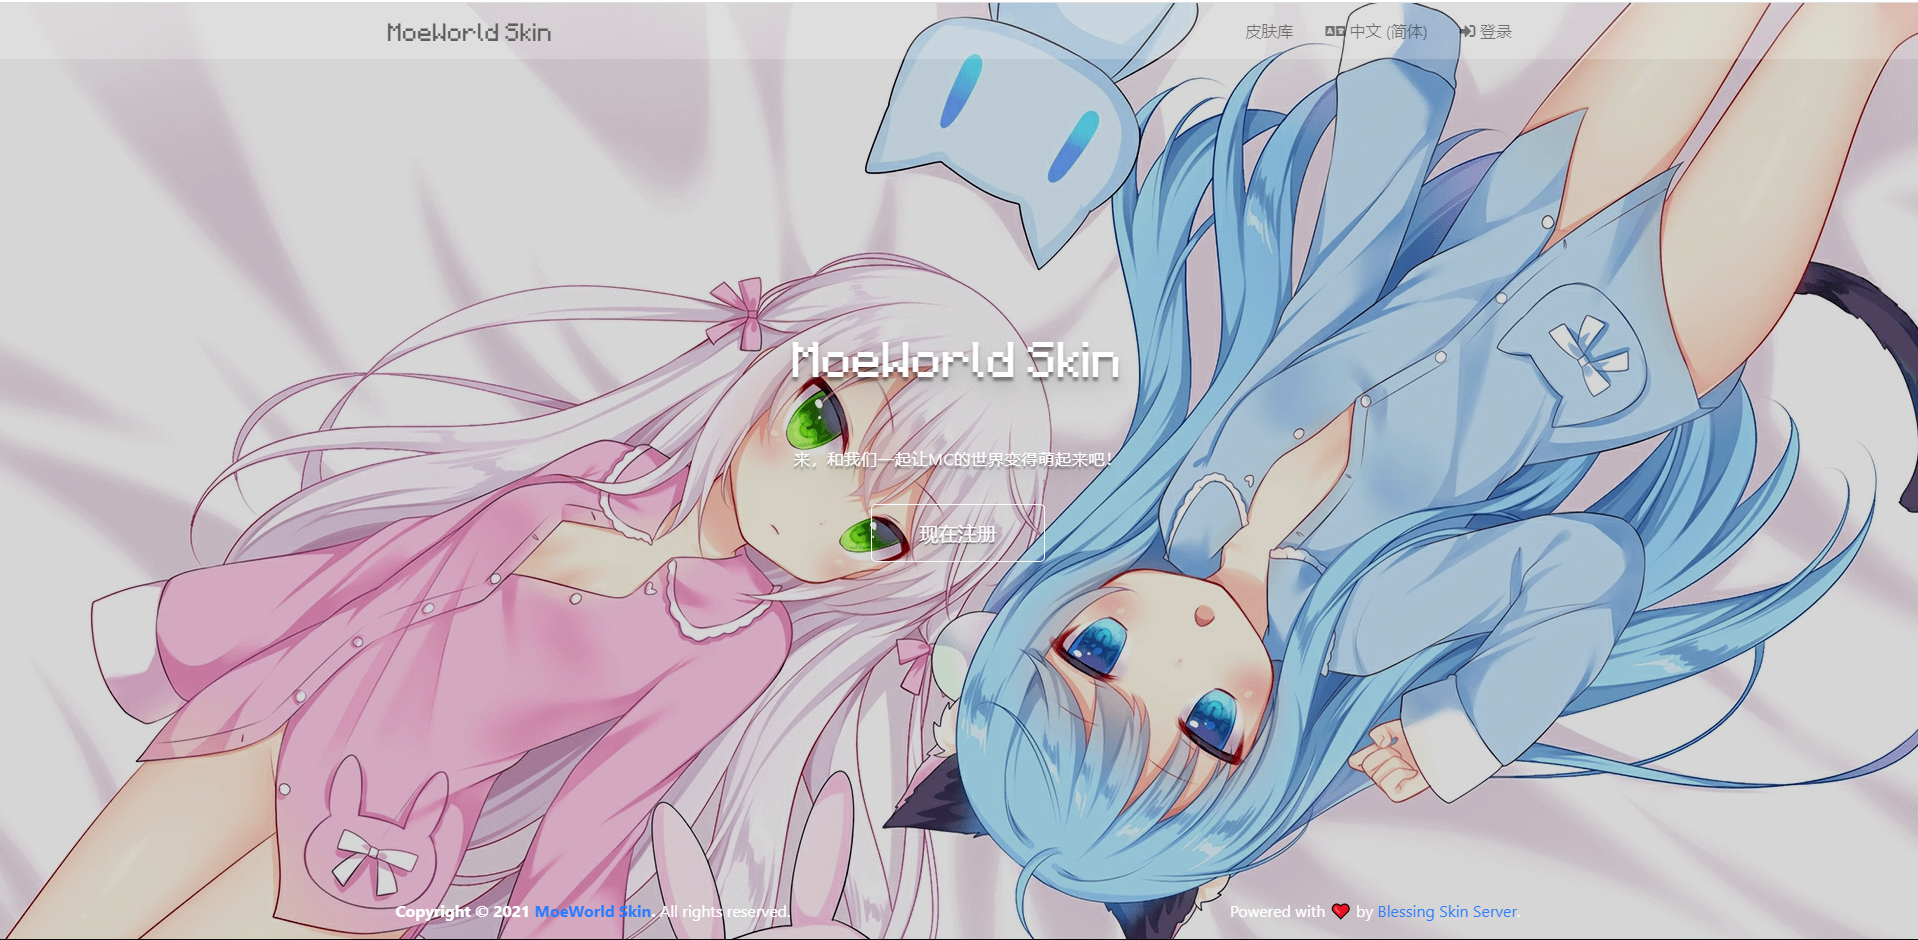 MoeWorld Skin
皮肤库 中文 (简体) 登录
MoeWorld Skin
来，和我们一起让MC的世界变得萌起来吧！
现在注册
Copyright © 2021 MoeWorld Skin. All rights reserved.
Powered with ❤ by Blessing Skin Server.